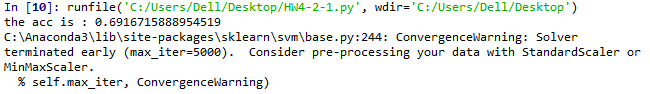 In [10]: runfile('C:/Users/Dell/Desktop/HW4-2-1.py', wdir='C:/Users/Dell/Desktop')
the acc is : 0.6916715888954519
C:\Anaconda3\lib\site-packages\sklearn\svm\base.py:244: ConvergenceWarning: Solver
terminated early (max_iter=5000).  Consider pre-processing your data with StandardScaler or
MinMaxScaler.
  % self.max_iter, ConvergenceWarning)